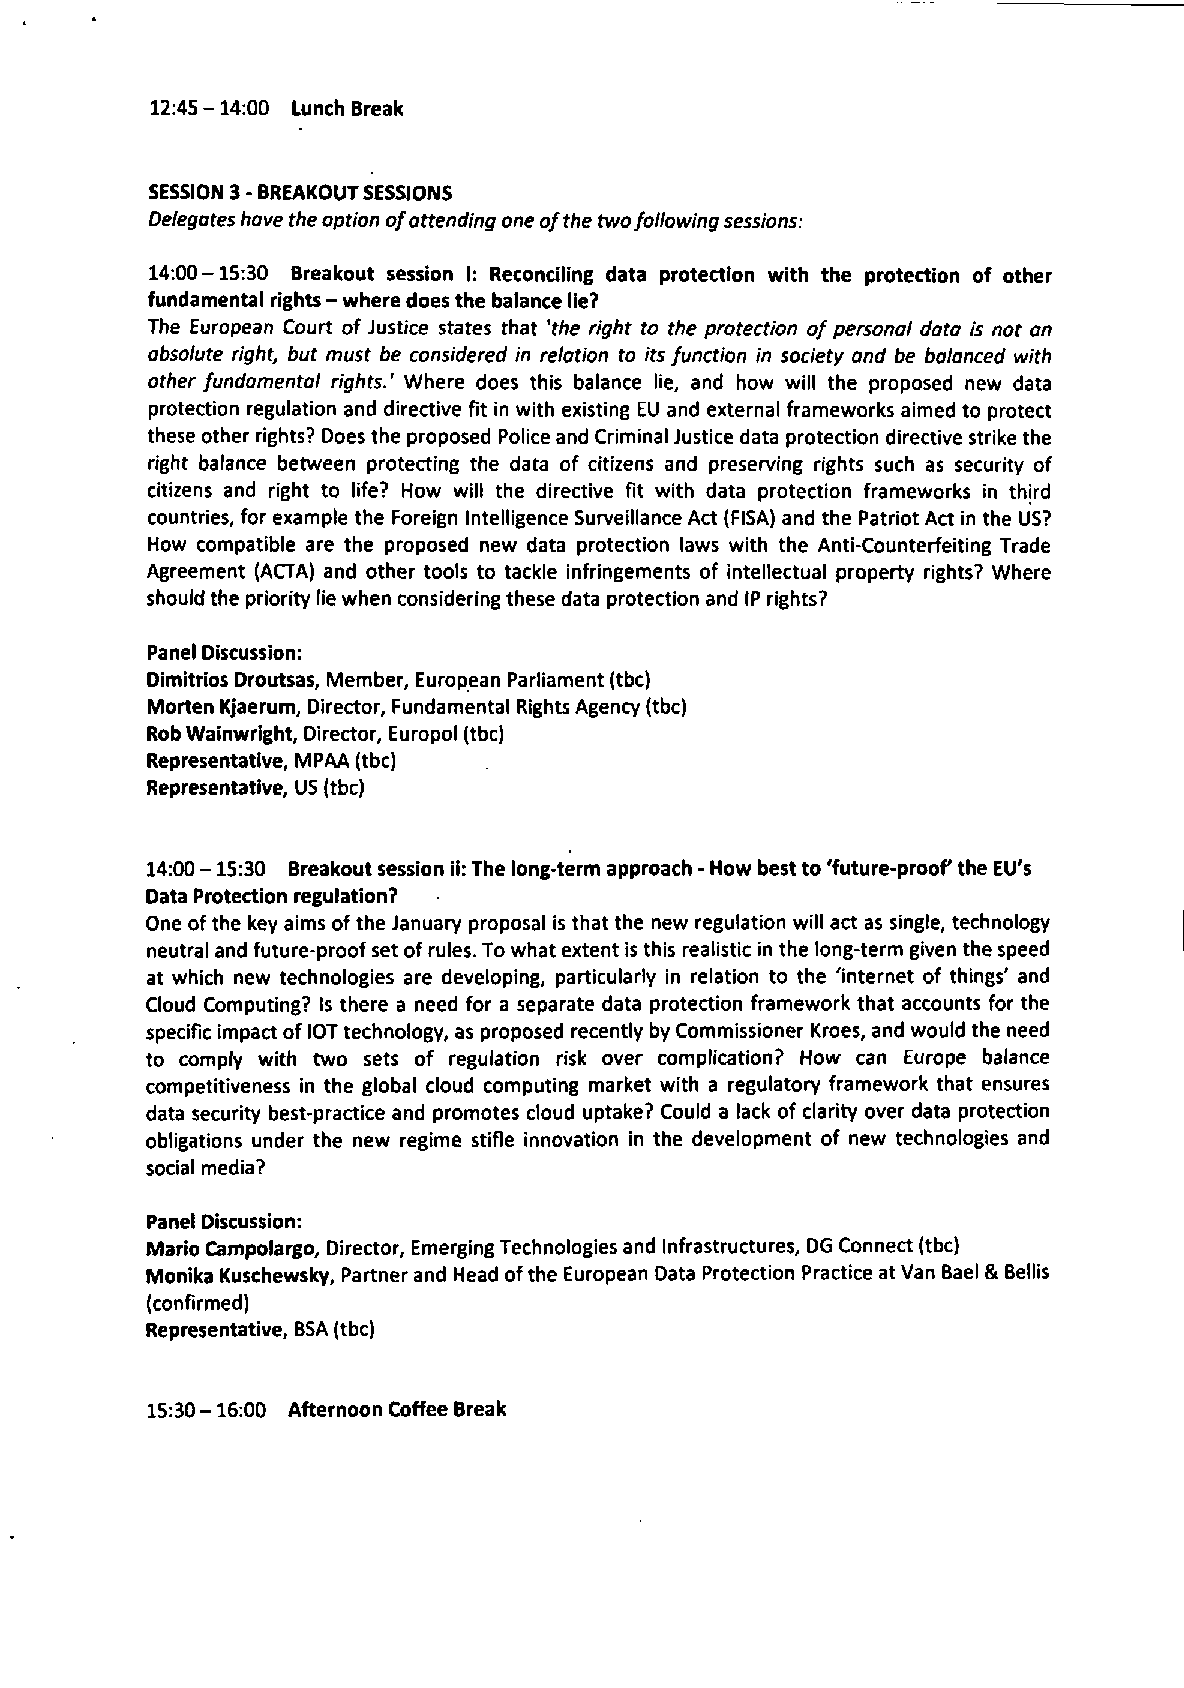 12:45 – 14:00 Lunch Break
SESSION 3 - BREAKOUT SESSIONS
Delegates have the option of attending one of the two following sessions:
14:00 – 15:30 Breakout session I: Reconciling data protection with the protection of other
fundamental rights – where does the balance lie?
The European Court of Justice states that 'the right to the protection of personal data is not an
absolute right, but must be considered in relation to its function in society and be balanced with
other fundamental rights.' Where does this balance lie, and how will the proposed new data
protection regulation and directive fit in with existing EU and external frameworks aimed to protect
these other rights? Does the proposed Police and Criminal Justice data protection directive strike the
right balance between protecting the data of citizens and preserving rights such as security of
citizens and right to life? How will the directive fit with data protection frameworks in third
countries, for example the Foreign Intelligence Surveillance Act (FISA) and the Patriot Act in the US?
How compatible are the proposed new data protection laws with the Anti-Counterfeiting Trade
Agreement (ACTA) and other tools to tackle infringements of intellectual property rights? Where
should the priority lie when considering these data protection and IP rights?
Panel Discussion:
Dimitrios Droutsas, Member, European Parliament (tbc)
Morten Kjaerum, Director, Fundamental Rights Agency (tbc)
Rob Wainwright, Director, Europol (tbc)
Representative, MPAA (tbc)
Representative, US (tbc)
14:00 – 15:30 Breakout session ii: The long-term approach - How best to 'future-proof' the EU's
Data Protection regulation?
One of the key aims of the January proposal is that the new regulation will act as single, technology
neutral and future-proof set of rules. To what extent is this realistic in the long-term given the speed
at which new technologies are developing, particularly in relation to the 'internet of things' and
Cloud Computing? Is there a need for a separate data protection framework that accounts for the
specific impact of IOT technology, as proposed recently by Commissioner Kroes, and would the need
to comply with two sets of regulation risk over complication? How can Europe balance
competitiveness in the global cloud computing market with a regulatory framework that ensures
data security best-practice and promotes cloud uptake? Could a lack of clarity over data protection
obligations under the new regime stifle innovation in the development of new technologies and
social media?
Panel Discussion:
Mario Campolargo, Director, Emerging Technologies and Infrastructures, DG Connect (tbc)
Monika Kuschewsky, Partner and Head of the European Data Protection Practice at Van Bael & Bellis
(confirmed)
Representative, BSA (tbc)
15:30 – 16:00 Afternoon Coffee Break